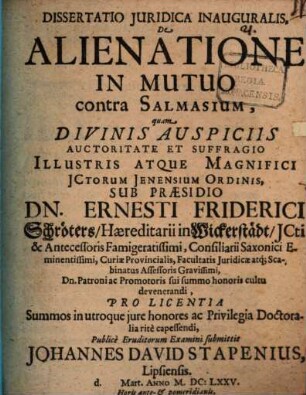 DISSERTATIO JURIDICA INAUGURALIS,
DE
ALIENATIONE
IN MUTUO
contra SALMASIUM,
quam
DIVINIS AUSPICIIS
AUCTORITATE ET SUFFRAGIO
ILLUSTRIS ATQUE MAGNIFICI
JCTORUM JENENSIUM ORDINIS,
SUB PRÆSIDIO
DN. ERNESTI FRIDERICI
Schröters/Hæreditarii in Wickerstädt/JCti
& Antecessoris Famigeratissimi, Consiliarii Saxonici E-
minentissimi, Curiæ Provincialis, Facultatis Juridicæ atq; Sca-
binatus Assessoris Gravissimi,
Dn. Patroni ac Promotoris sui summo honoris cultu
devenerandi,
PRO LICENTIA
Summos in utroque jure honores ac Privilegia Doctora-
lia ritè capessendi,
Publicè Eruditorum Examini submittit
JOHANNES DAVID STAPENIUS,
Lipsiensis.
d. Mart. ANNO M. DC. LXXV.
Horis ante- & pomeridianis.